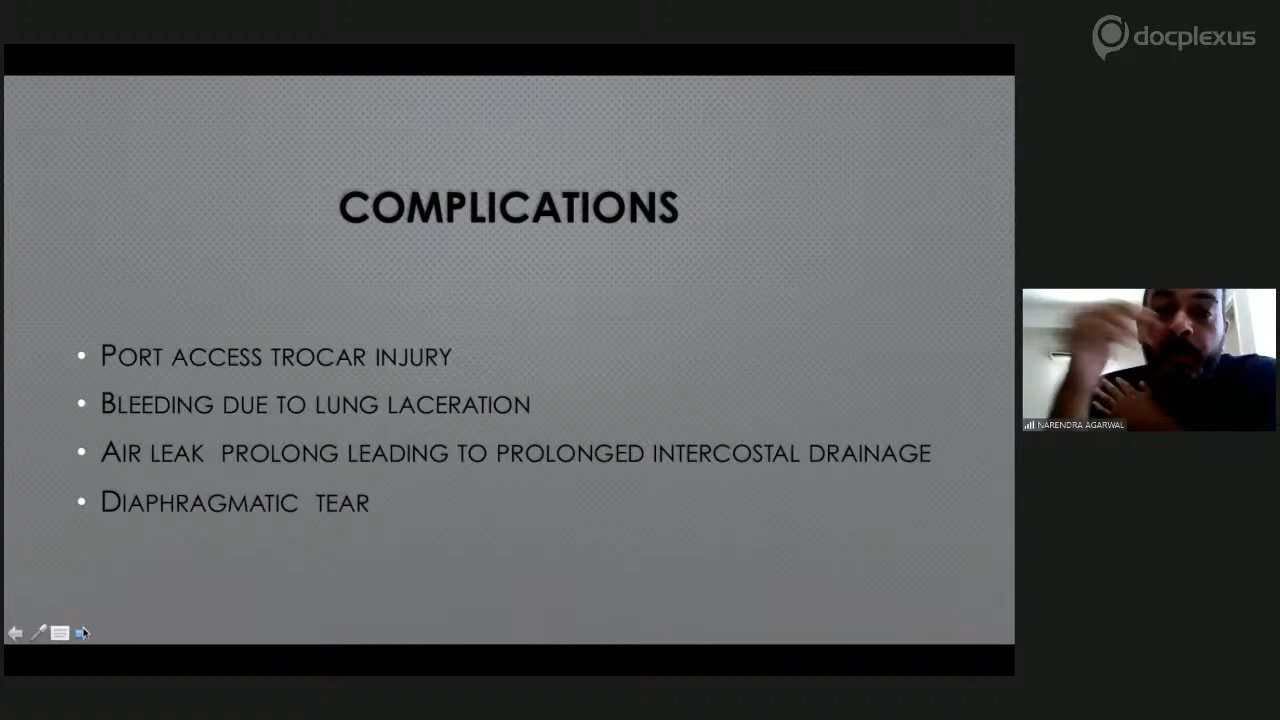 docplexus
COMPLICATIONS
• PORT ACCESS TROCAR INJURY
• BLEEDING DUE TO LUNG LACERATION
• AIR LEAK  PROLONG LEADING TO PROLONGED INTERCOSTAL DRAINAGE
• DIAPHRAGMATIC  TEAR
NARENDRA AGARWAL